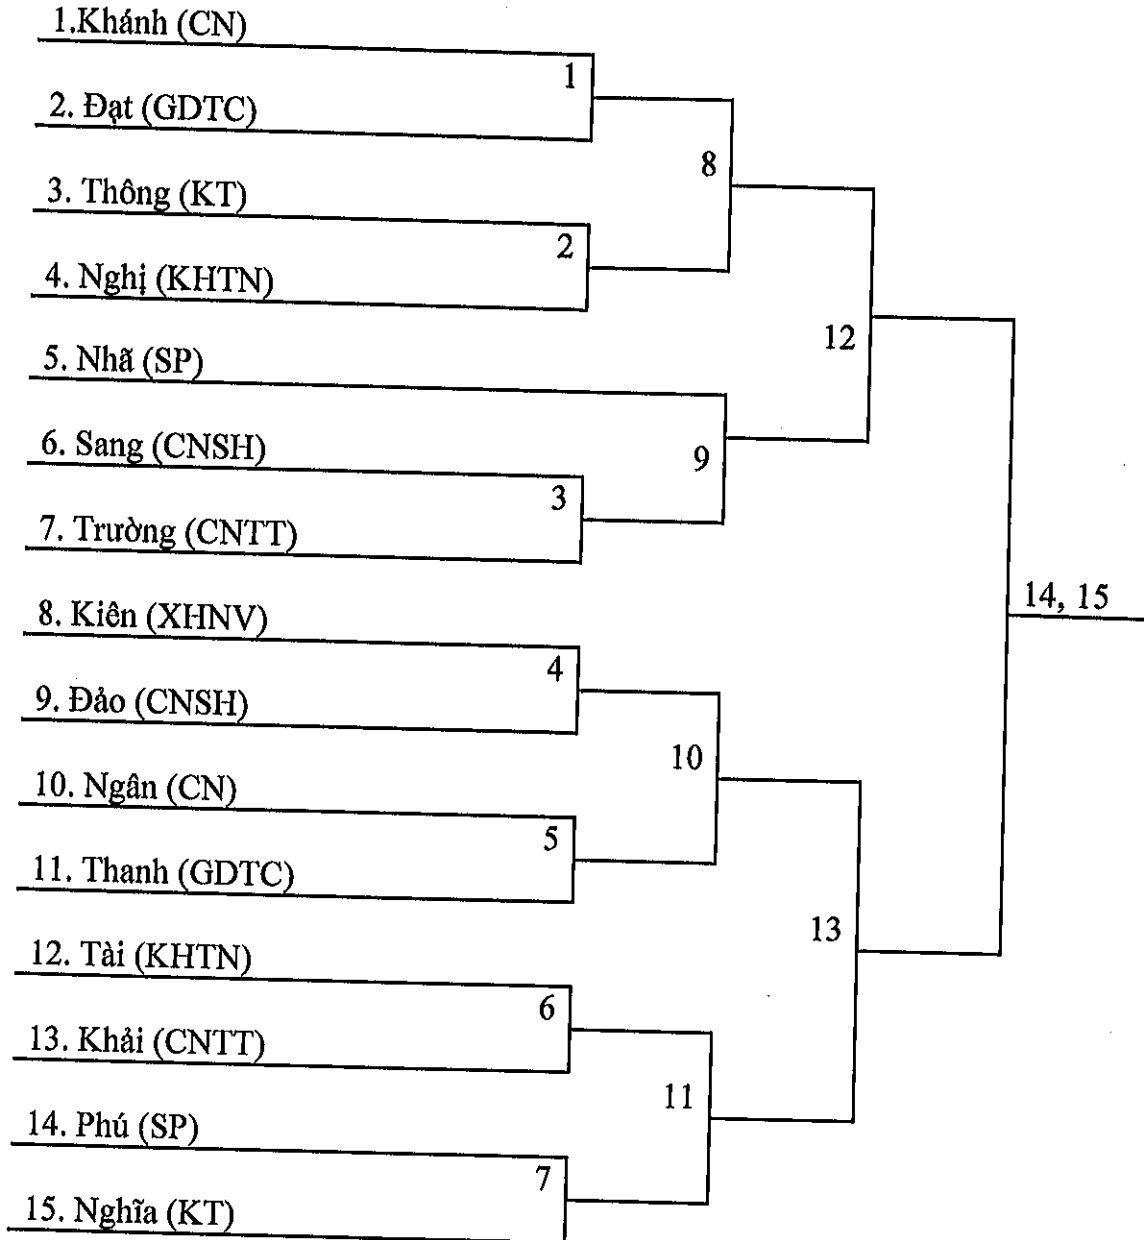 1.Khánh (CN)
1
2. Đạt (GDTC)
8
3. Thông (KT)
2
4. Nghị (KHTN)
12
5. Nhã (SP)
6. Sang (CNSH)
9
3
7. Trường (CNTT)
14, 15
8. Kiên (XHNV)
4
9. Đảo (CNSH)
10
10. Ngân (CN)
5
11. Thanh (GDTC)
13
12. Tài (KHTN)
6
13. Khải (CNTT)
11
14. Phú (SP)
7
15. Nghĩa (KT)